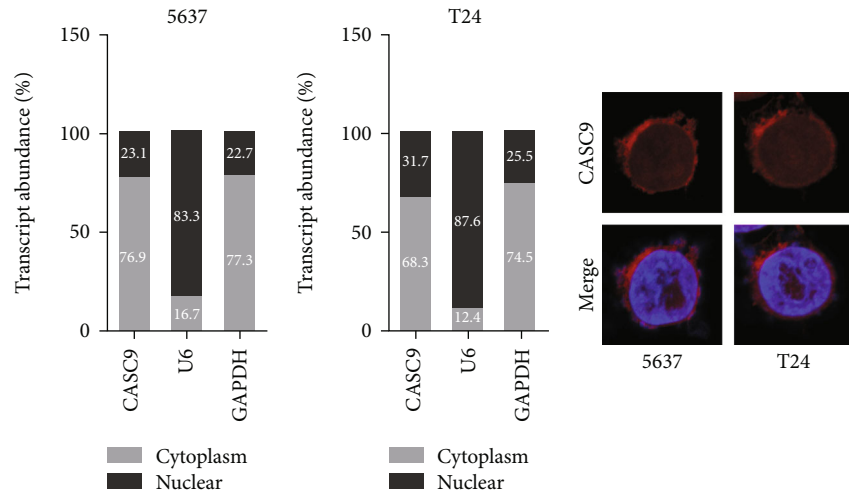 5637
Transcript abundance (%)
150
100
50
0
23.1
76.9
83.3
16.7
22.7
77.3
CASC9
U6
GAPDH
Cytoplasm
Nuclear
T24
Transcript abundance (%)
150
100
50
0
31.7
68.3
87.6
12.4
25.5
74.5
CASC9
U6
GAPDH
Cytoplasm
Nuclear
CASC9
Merge
5637
T24